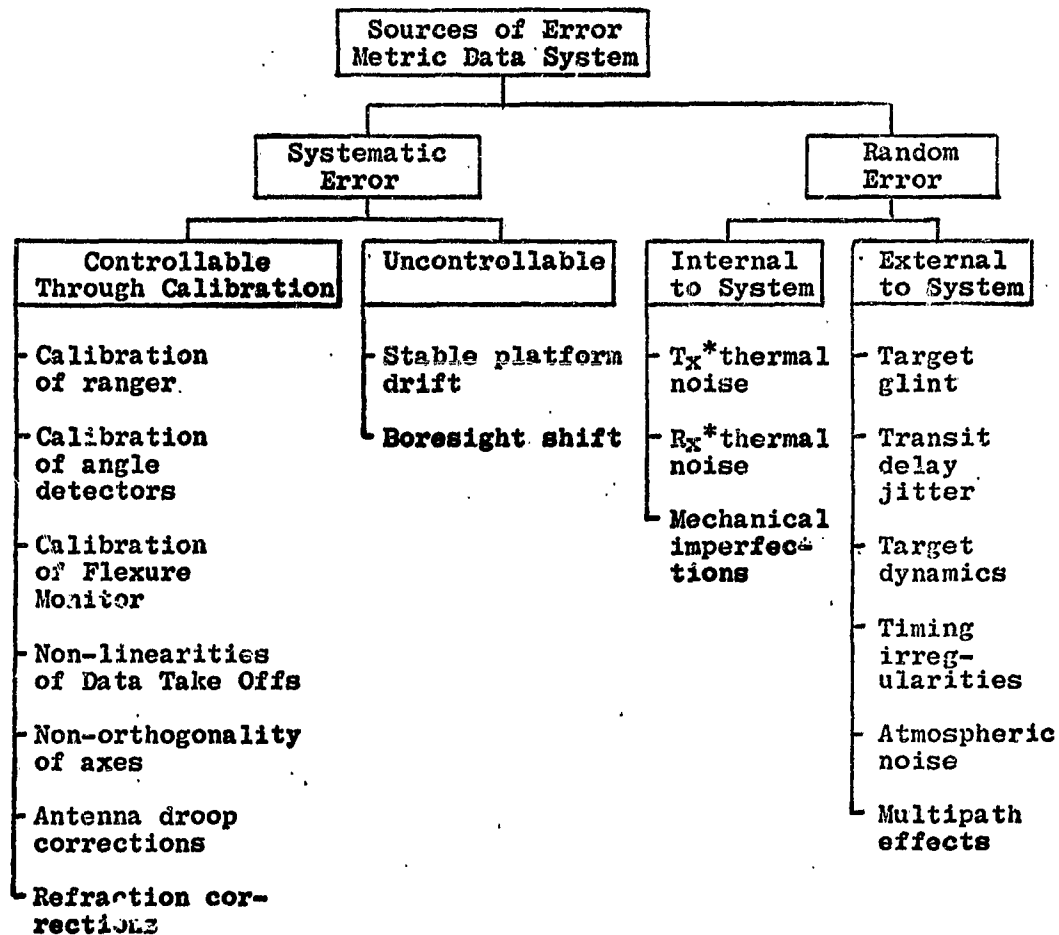 Sources of Error
Metric Data System
Systematic
Error
Random
Error
Controllable
Through Calibration
Uncontrollable
Internal
to System
External
to System
Calibration
of ranger
Calibration
of angle
detectors
Calibration
of Flexure
Monitor
Non-linearities
of Data Take Offs
Non-orthogonality
of axes
Antenna droop
corrections
Refraction cor-
rections
Stable platform
drift
Boresight shift
Tx*thermal
noise
Rx*thermal
noise
Mechanical
imperfec-
tions
Target
glint
Transit
delay
jitter
Target
dynamics
Timing
irreg-
ularities
Atmospheric
noise
Multipath
effects